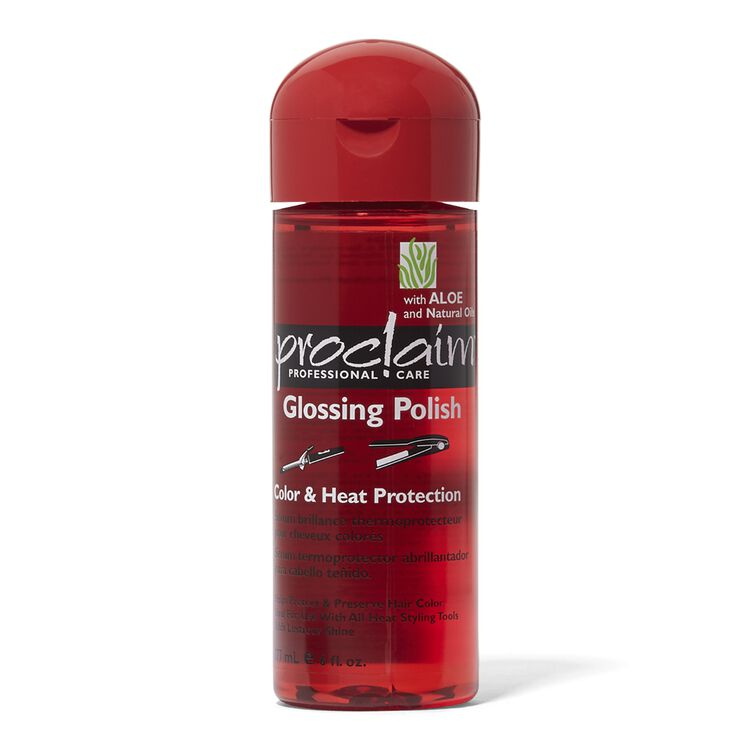 with ALOE
and Natural Oils
proclaim
PROFESSIONAL CARE
Glossing Polish
Color & Heat Protection
Sérum brillance thermoprotecteur
pour cheveux colorés
Sérum termoprotector abrillantador
para cabello teñido.
Protect & Preserve Hair Color
For Use With All Heat Styling Tools
Lustrous Shine
177 mL e 6 fl. oz.